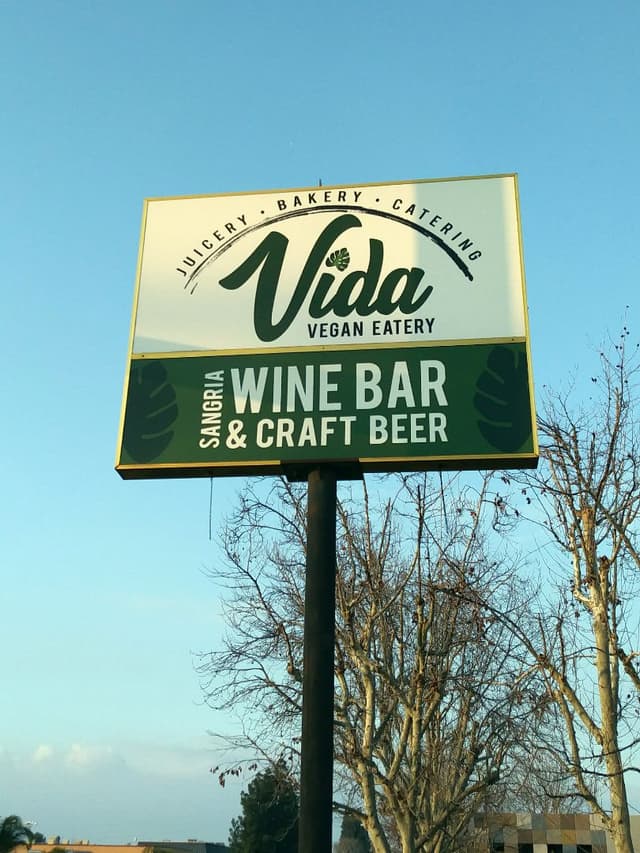 JUICERY • BAKERY • CATERING
Vida
VEGAN EATERY
SANGRIA
WINE BAR
& CRAFT BEER